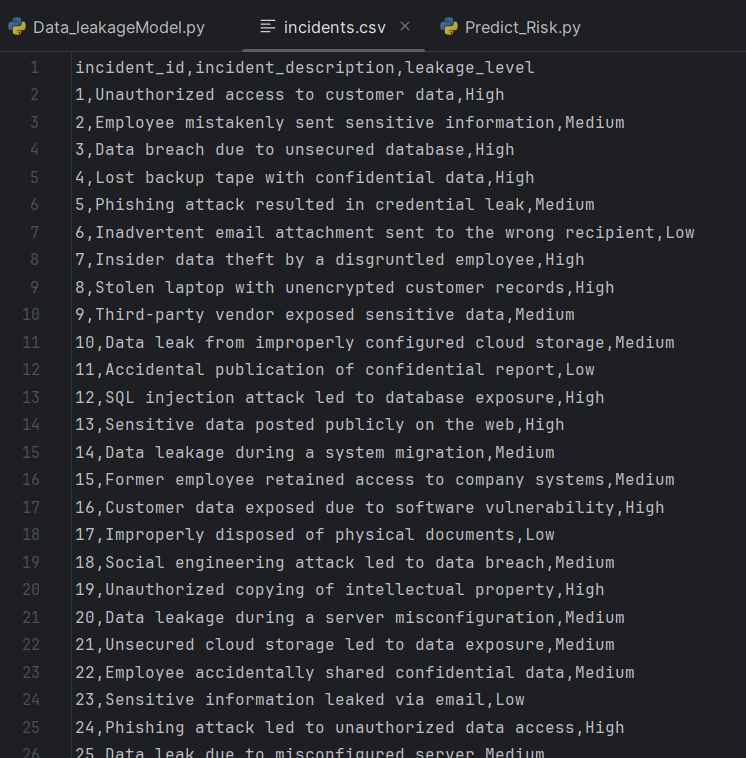 Data_leakageModel.py
incidents.csv
Predict_Risk.py
1 incident_id,incident_description,leakage_level
2 1,Unauthorized access to customer data,High
3 2,Employee mistakenly sent sensitive information,Medium
4 3,Data breach due to unsecured database,High
5 4,Lost backup tape with confidential data,High
6 5,Phishing attack resulted in credential leak,Medium
7 6,Inadvertent email attachment sent to the wrong recipient,Low
8 7,Insider data theft by a disgruntled employee,High
9 8,Stolen laptop with unencrypted customer records,High
10 9,Third-party vendor exposed sensitive data,Medium
11 10,Data leak from improperly configured cloud storage,Medium
12 11,Accidental publication of confidential report,Low
13 12,SQL injection attack led to database exposure,High
14 13,Sensitive data posted publicly on the web,High
15 14,Data leakage during a system migration,Medium
16 15,Former employee retained access to company systems,Medium
17 16,Customer data exposed due to software vulnerability,High
18 17,Improperly disposed of physical documents,Low
19 18,Social engineering attack led to data breach,Medium
20 19,Unauthorized copying of intellectual property,High
21 20,Data leakage during a server misconfiguration,Medium
22 21,Unsecured cloud storage led to data exposure,Medium
23 22,Employee accidentally shared confidential data,Medium
24 23,Sensitive information leaked via email,Low
25 24,Phishing attack led to unauthorized data access,High
26 25,Data leak due to misconfigured server,Medium